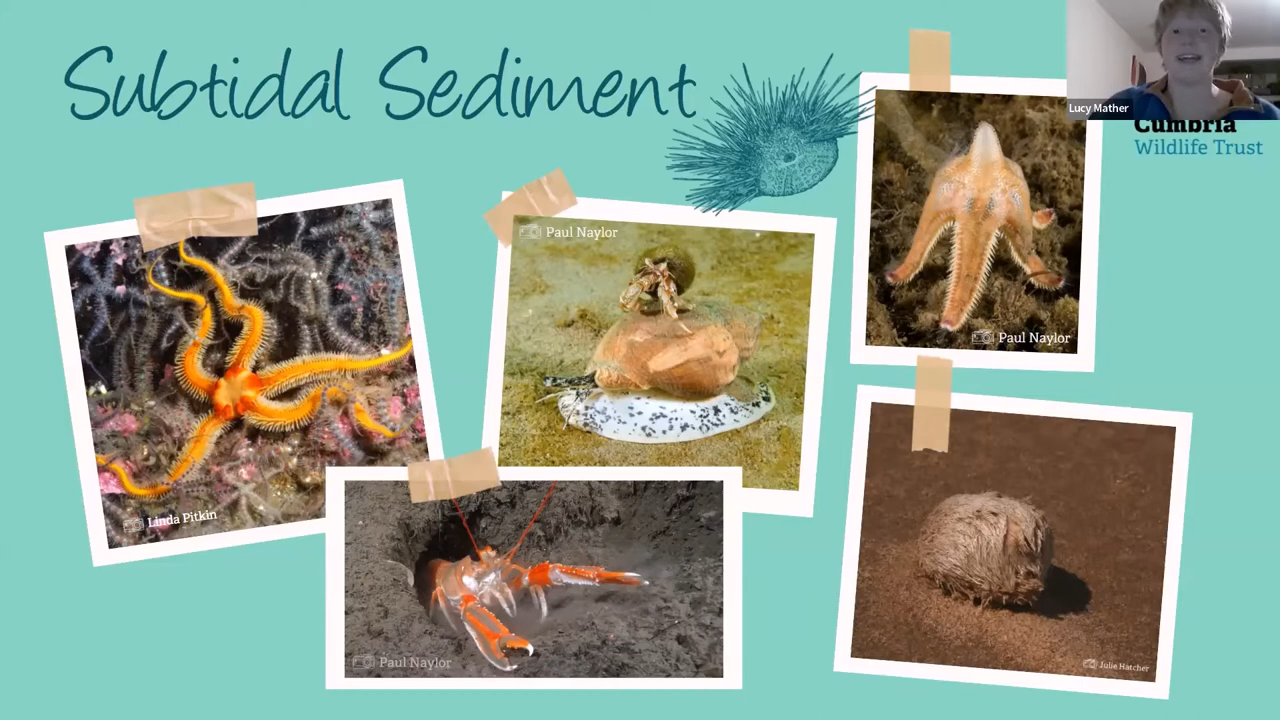 Subtidal Sediment
Lucy Mather
Cumbria
Wildlife Trust
Paul Naylor
Paul Naylor
Linda Pitkin
Paul Naylor
Julie Hatcher